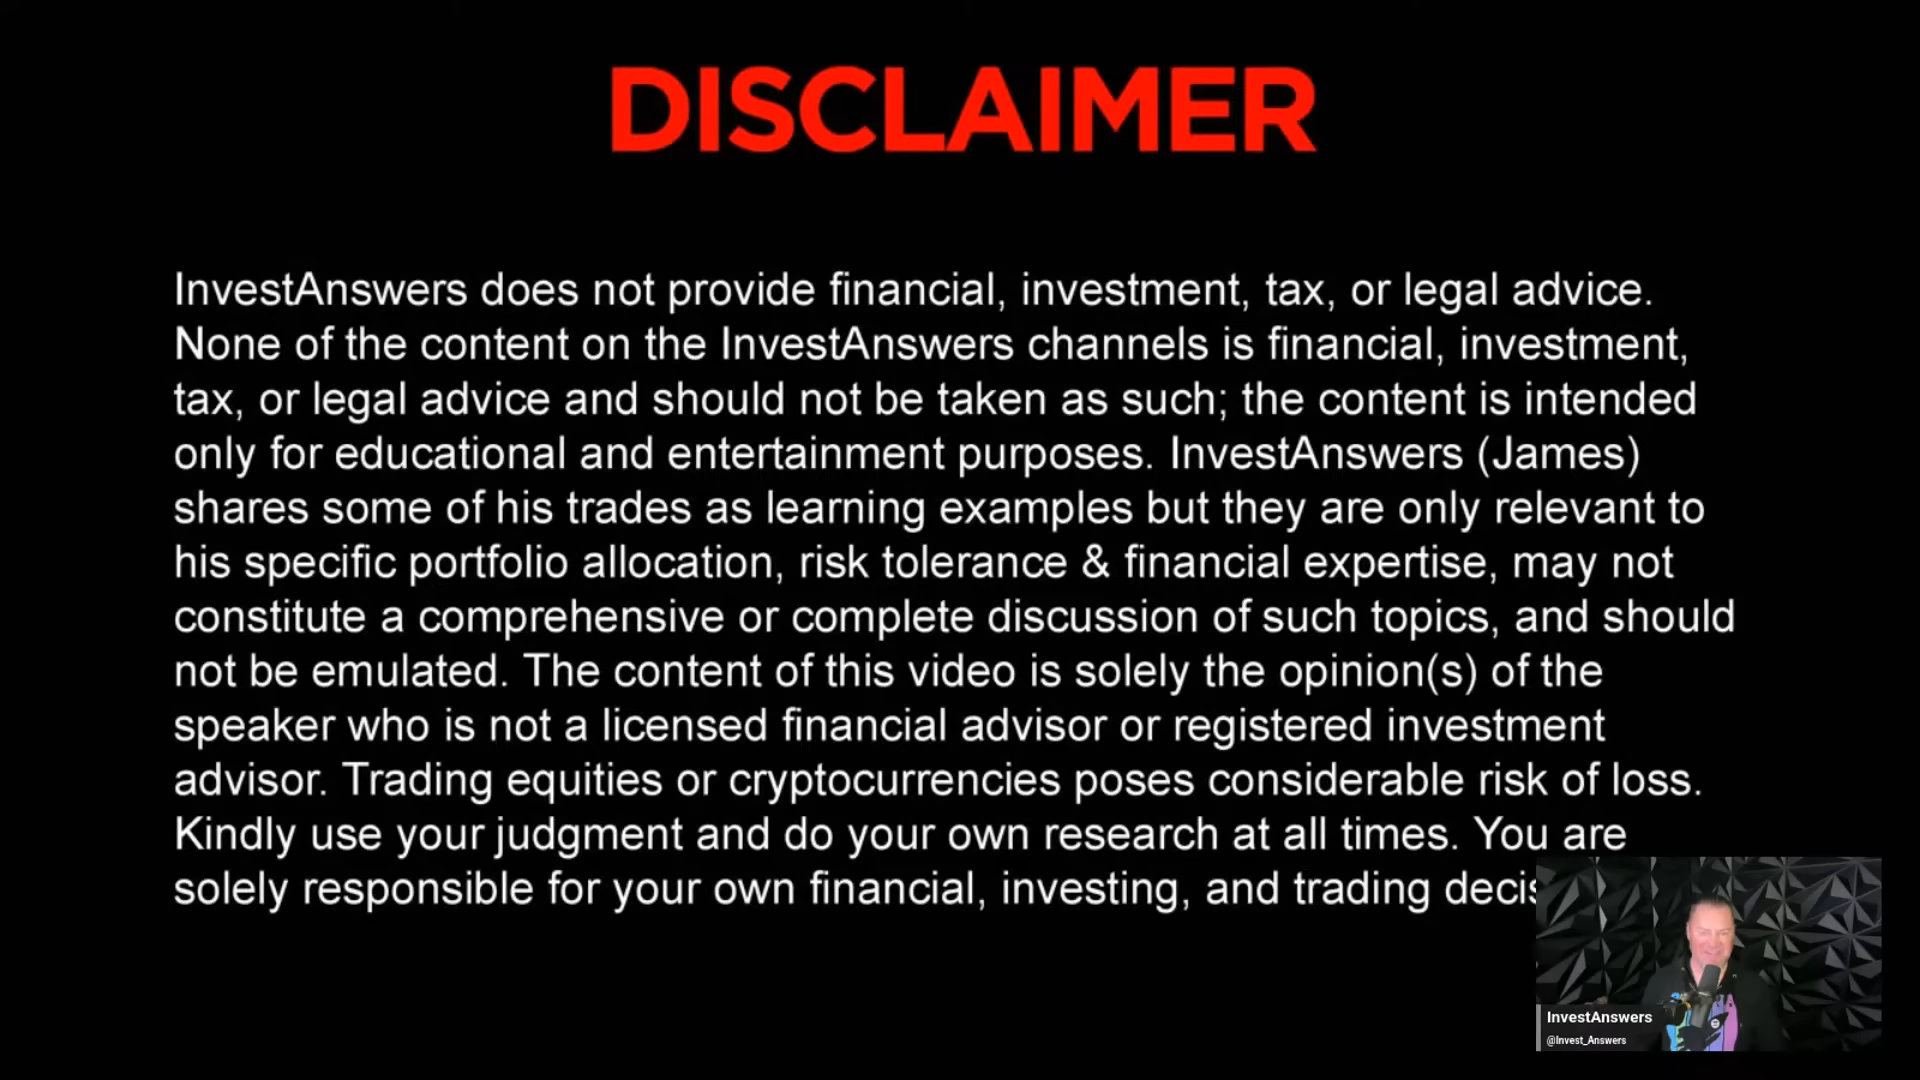 DISCLAIMER
InvestAnswers does not provide financial, investment, tax, or legal advice.
None of the content on the InvestAnswers channels is financial, investment,
tax, or legal advice and should not be taken as such; the content is intended
only for educational and entertainment purposes. InvestAnswers (James)
shares some of his trades as learning examples but they are only relevant to
his specific portfolio allocation, risk tolerance & financial expertise, may not
constitute a comprehensive or complete discussion of such topics, and should
not be emulated. The content of this video is solely the opinion(s) of the
speaker who is not a licensed financial advisor or registered investment
advisor. Trading equities or cryptocurrencies poses considerable risk of loss.
Kindly use your judgment and do your own research at all times. You are
solely responsible for your own financial, investing, and trading
InvestAnswers
@Invest_Answers